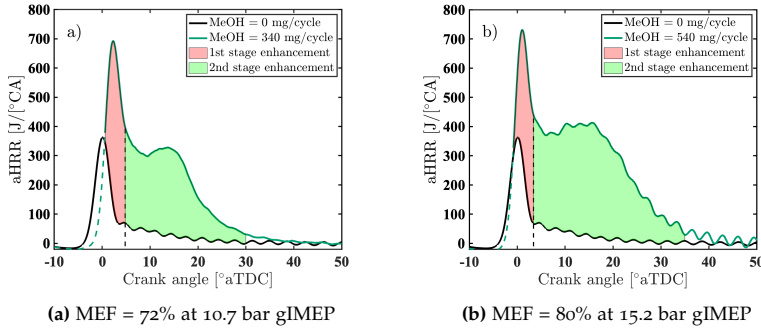 a)
MeOH = 0 mg/cycle
MeOH = 340 mg/cycle
1st stage enhancement
2nd stage enhancement
aHRR [J/[°CA]
800
700
600
500
400
300
200
100
0
-10 0 10 20 30 40 50
Crank angle [°aTDC]
(a) MEF = 72% at 10.7 bar gIMEP
b)
MeOH = 0 mg/cycle
MeOH = 540 mg/cycle
1st stage enhancement
2nd stage enhancement
aHRR [J/[°CA]
800
700
600
500
400
300
200
100
0
-10 0 10 20 30 40 50
Crank angle [°aTDC]
(b) MEF = 80% at 15.2 bar gIMEP